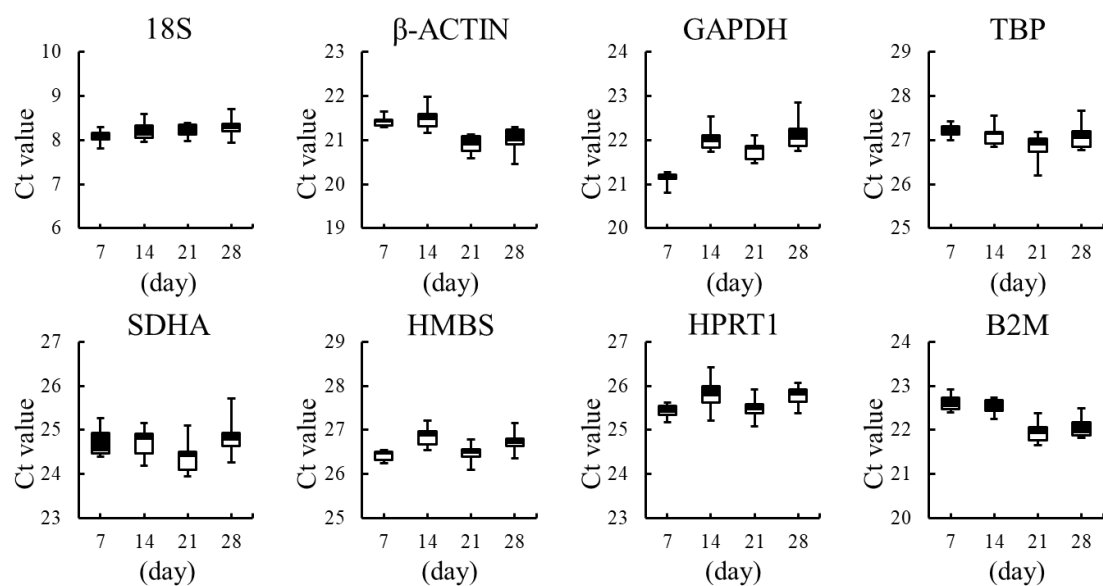 18S
Ct value
10
9
8
7
6
7 14 21 28
(day)
β-ACTIN
Ct value
23
22
21
20
19
7 14 21 28
(day)
GAPDH
Ct value
24
23
22
21
20
7 14 21 28
(day)
TBP
Ct value
29
28
27
26
25
7 14 21 28
(day)
SDHA
Ct value
27
26
25
24
23
7 14 21 28
(day)
HMBS
Ct value
29
28
27
26
25
7 14 21 28
(day)
HPRT1
Ct value
27
26
25
24
23
7 14 21 28
(day)
B2M
Ct value
24
23
22
21
20
7 14 21 28
(day)